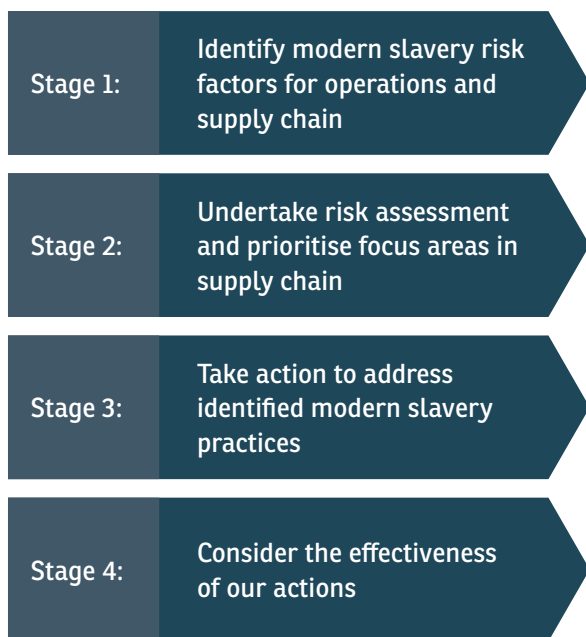 Stage 1:
Identify modern slavery risk
factors for operations and
supply chain
Stage 2:
Undertake risk assessment
and prioritise focus areas in
supply chain
Stage 3:
Take action to address
identified modern slavery
practices
Stage 4:
Consider the effectiveness
of our actions